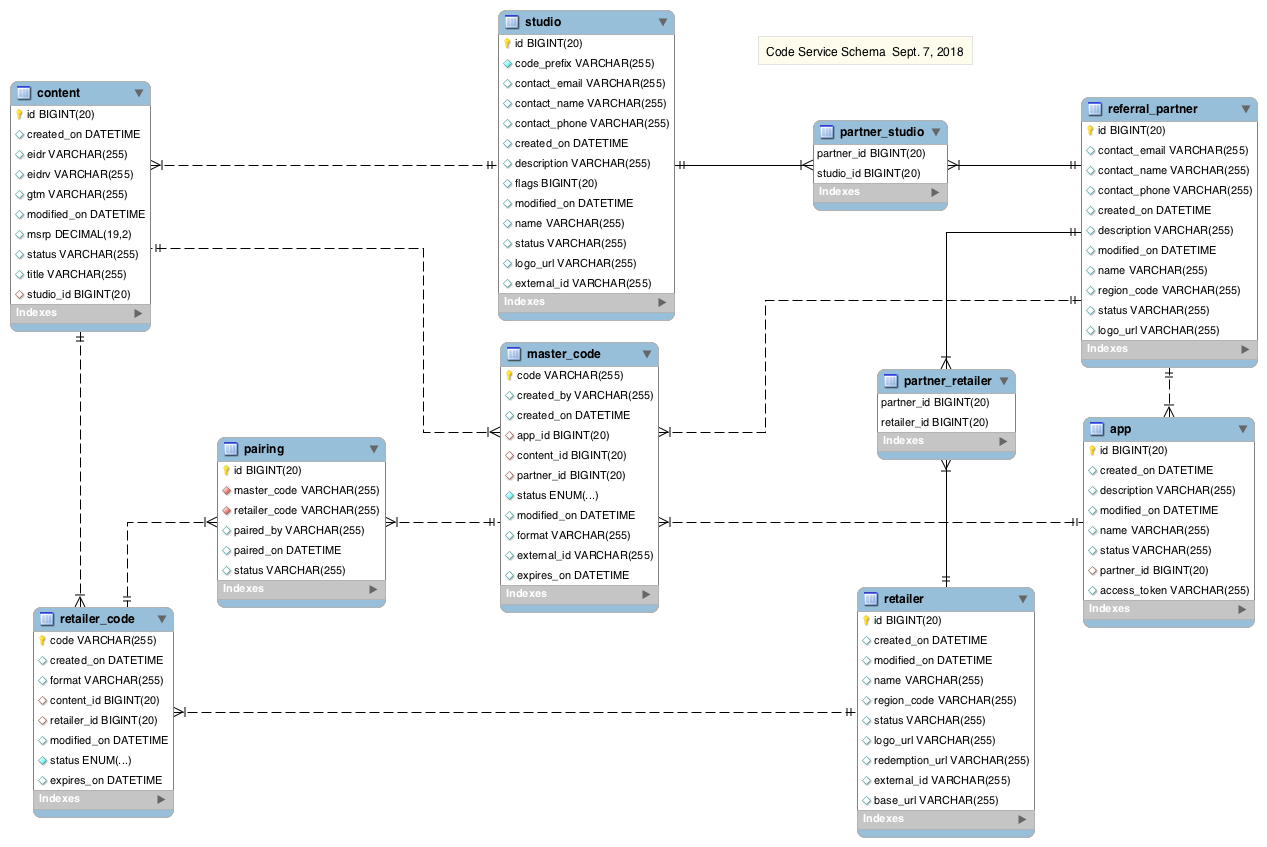 studio
id BIGINT(20)
code_prefix VARCHAR(255)
contact_email VARCHAR(255)
contact_name VARCHAR(255)
contact_phone VARCHAR(255)
created_on DATETIME
description VARCHAR(255)
flags BIGINT(20)
modified_on DATETIME
name VARCHAR(255)
status VARCHAR(255)
logo_url VARCHAR(255)
external_id VARCHAR(255)
Indexes
Code Service Schema  Sept. 7, 2018
content
id BIGINT(20)
created_on DATETIME
eidr VARCHAR(255)
eidrv VARCHAR(255)
gtm VARCHAR(255)
modified_on DATETIME
msrp DECIMAL(19,2)
status VARCHAR(255)
title VARCHAR(255)
studio_id BIGINT(20)
Indexes
partner_studio
partner_id BIGINT(20)
studio_id BIGINT(20)
Indexes
referral_partner
id BIGINT(20)
contact_email VARCHAR(255)
contact_name VARCHAR(255)
contact_phone VARCHAR(255)
created_on DATETIME
description VARCHAR(255)
modified_on DATETIME
name VARCHAR(255)
region_code VARCHAR(255)
status VARCHAR(255)
logo_url VARCHAR(255)
Indexes
master_code
code VARCHAR(255)
created_by VARCHAR(255)
created_on DATETIME
app_id BIGINT(20)
content_id BIGINT(20)
partner_id BIGINT(20)
status ENUM(...)
modified_on DATETIME
format VARCHAR(255)
external_id VARCHAR(255)
expires_on DATETIME
Indexes
partner_retailer
partner_id BIGINT(20)
retailer_id BIGINT(20)
Indexes
pairing
id BIGINT(20)
master_code VARCHAR(255)
retailer_code VARCHAR(255)
paired_by VARCHAR(255)
paired_on DATETIME
status VARCHAR(255)
Indexes
app
id BIGINT(20)
created_on DATETIME
description VARCHAR(255)
modified_on DATETIME
name VARCHAR(255)
status VARCHAR(255)
partner_id BIGINT(20)
access_token VARCHAR(255)
Indexes
retailer_code
code VARCHAR(255)
created_on DATETIME
format VARCHAR(255)
content_id BIGINT(20)
retailer_id BIGINT(20)
modified_on DATETIME
status ENUM(...)
expires_on DATETIME
Indexes
retailer
id BIGINT(20)
created_on DATETIME
modified_on DATETIME
name VARCHAR(255)
region_code VARCHAR(255)
status VARCHAR(255)
logo_url VARCHAR(255)
redemption_url VARCHAR(255)
external_id VARCHAR(255)
base_url VARCHAR(255)
Indexes